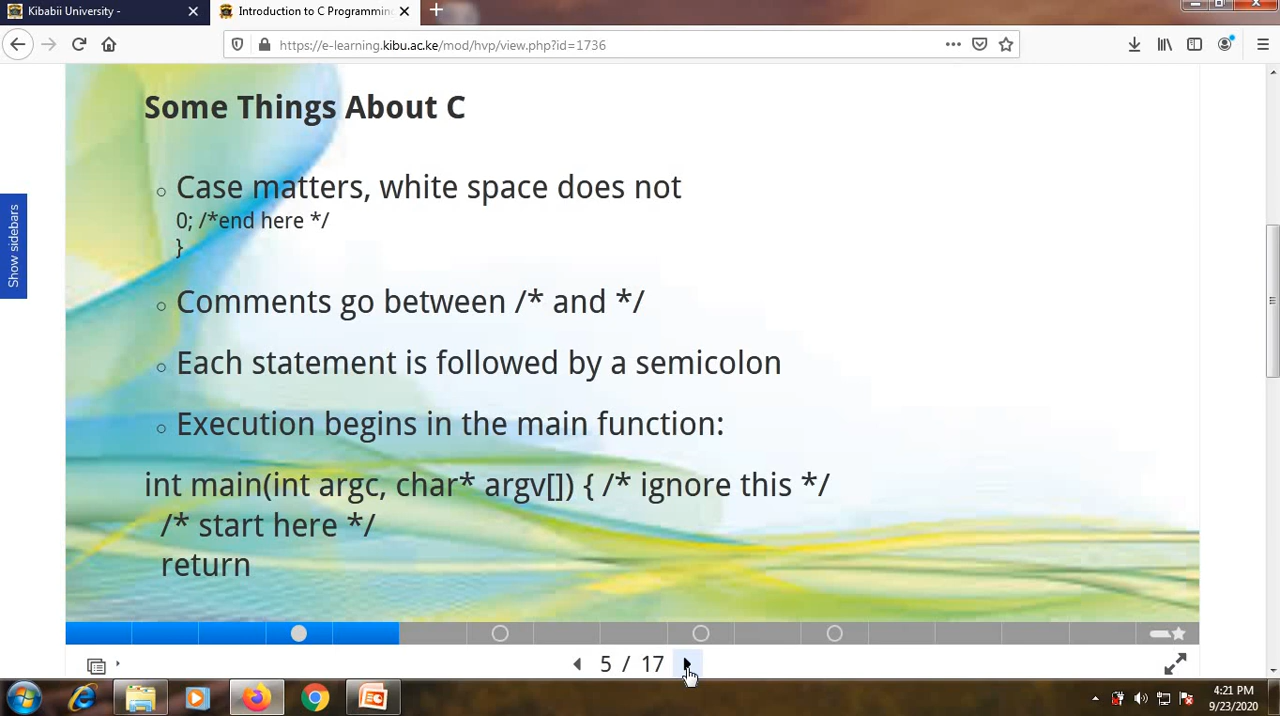 Kibabii University -
Introduction to C Programming
https://e-learning.kibu.ac.ke/mod/hvp/view.php?id=1736
Show sidebars
Some Things About C
Case matters, white space does not
0; /*end here */
}
Comments go between /* and */
Each statement is followed by a semicolon
Execution begins in the main function:
int main(int argc, char* argv[]) { /* ignore this */
/* start here */
return
5 / 17
4:21 PM
9/23/2020